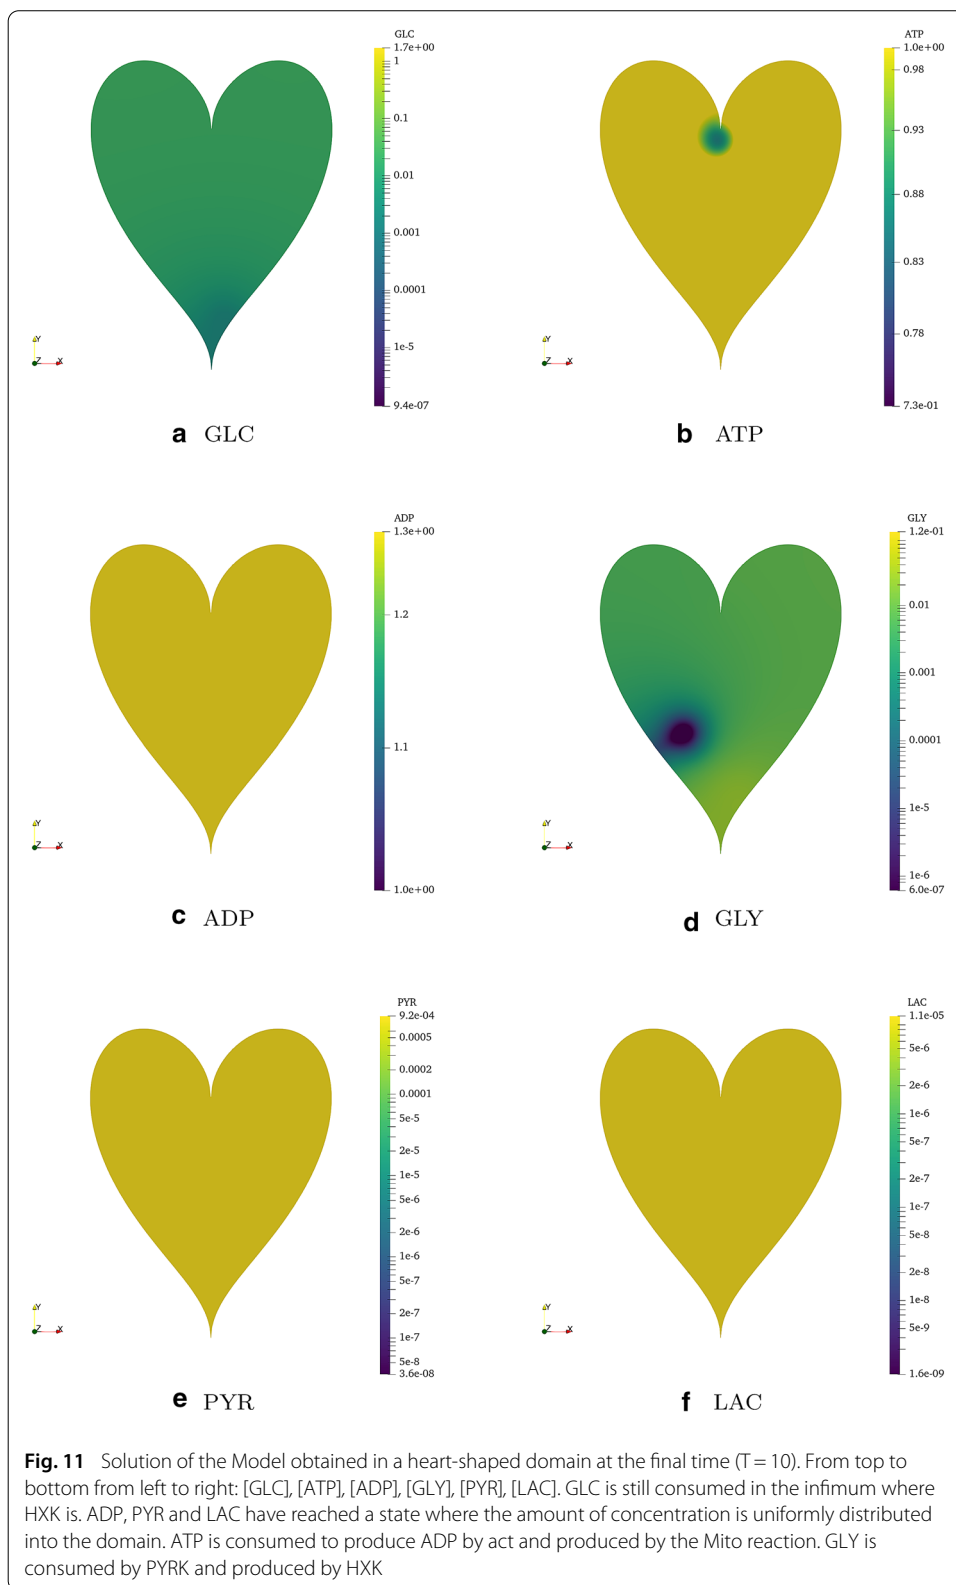 GLC
1.7e+00
1
0.1
0.01
0.001
0.0001
1e-5
9.4e-07
Y
Z X
a GLC
ATP
1.0e+00
0.98
0.93
0.88
0.83
0.78
7.3e-01
Y
Z X
b ATP
ADP
1.3e+00
1.2
1.1
1.0e+00
Y
Z X
c ADP
GLY
1.2e-01
0.01
0.001
0.0001
1e-5
1e-6
6.0e-07
Y
Z X
d GLY
PYR
9.2e-04
0.0005
0.0002
0.0001
5e-5
2e-5
1e-5
5e-6
2e-6
1e-6
5e-7
2e-7
1e-7
5e-8
3.6e-08
Y
Z X
e PYR
LAC
1.1e-05
5e-6
2e-6
1e-6
5e-7
2e-7
1e-7
5e-8
2e-8
1e-8
5e-9
1.6e-09
Y
Z X
f LAC
Fig. 11 Solution of the Model obtained in a heart-shaped domain at the final time (T = 10). From top to
bottom from left to right: [GLC], [ATP], [ADP], [GLY], [PYR], [LAC]. GLC is still consumed in the infimum where
HXK is. ADP, PYR and LAC have reached a state where the amount of concentration is uniformly distributed
into the domain. ATP is consumed to produce ADP by act and produced by the Mito reaction. GLY is
consumed by PYRK and produced by HXK